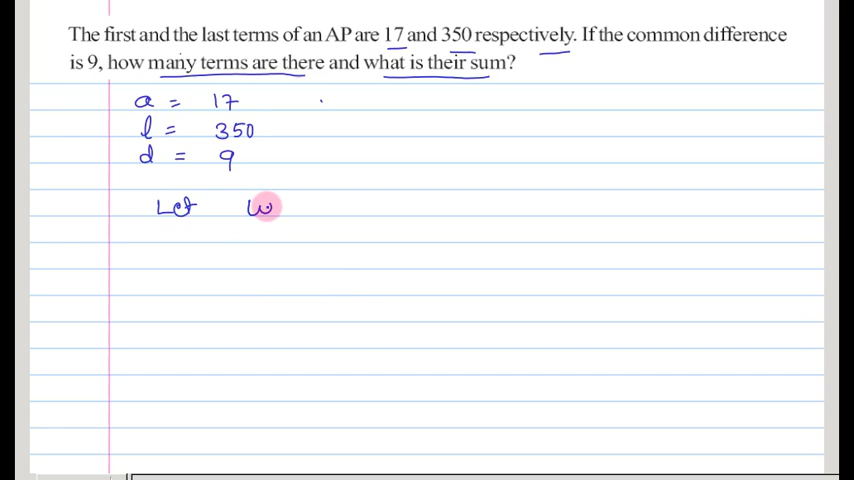 The first and the last terms of an AP are 17 and 350 respectively. If the common difference
is 9, how many terms are there and what is their sum?
a = 17
l = 350
d = 9
Let